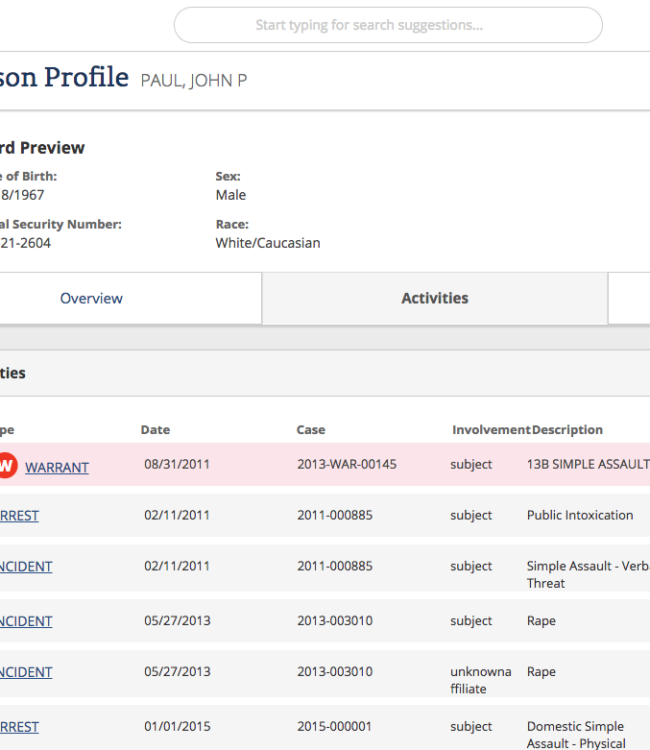 Start typing for search suggestions...
son Profile PAUL, JOHN P
rd Preview
e of Birth: Sex:
8/1967 Male
al Security Number: Race:
21-2604 White/Caucasian
Overview Activities
ties
pe Date Case Involvement Description
W WARRANT 08/31/2011 2013-WAR-00145 subject 13B SIMPLE ASSAULT
RREST 02/11/2011 2011-000885 subject Public Intoxication
NCIDENT 02/11/2011 2011-000885 subject Simple Assault - Verb
Threat
NCIDENT 05/27/2013 2013-003010 subject Rape
NCIDENT 05/27/2013 2013-003010 unknowna Rape
ffiliate
RREST 01/01/2015 2015-000001 subject Domestic Simple
Assault - Physical